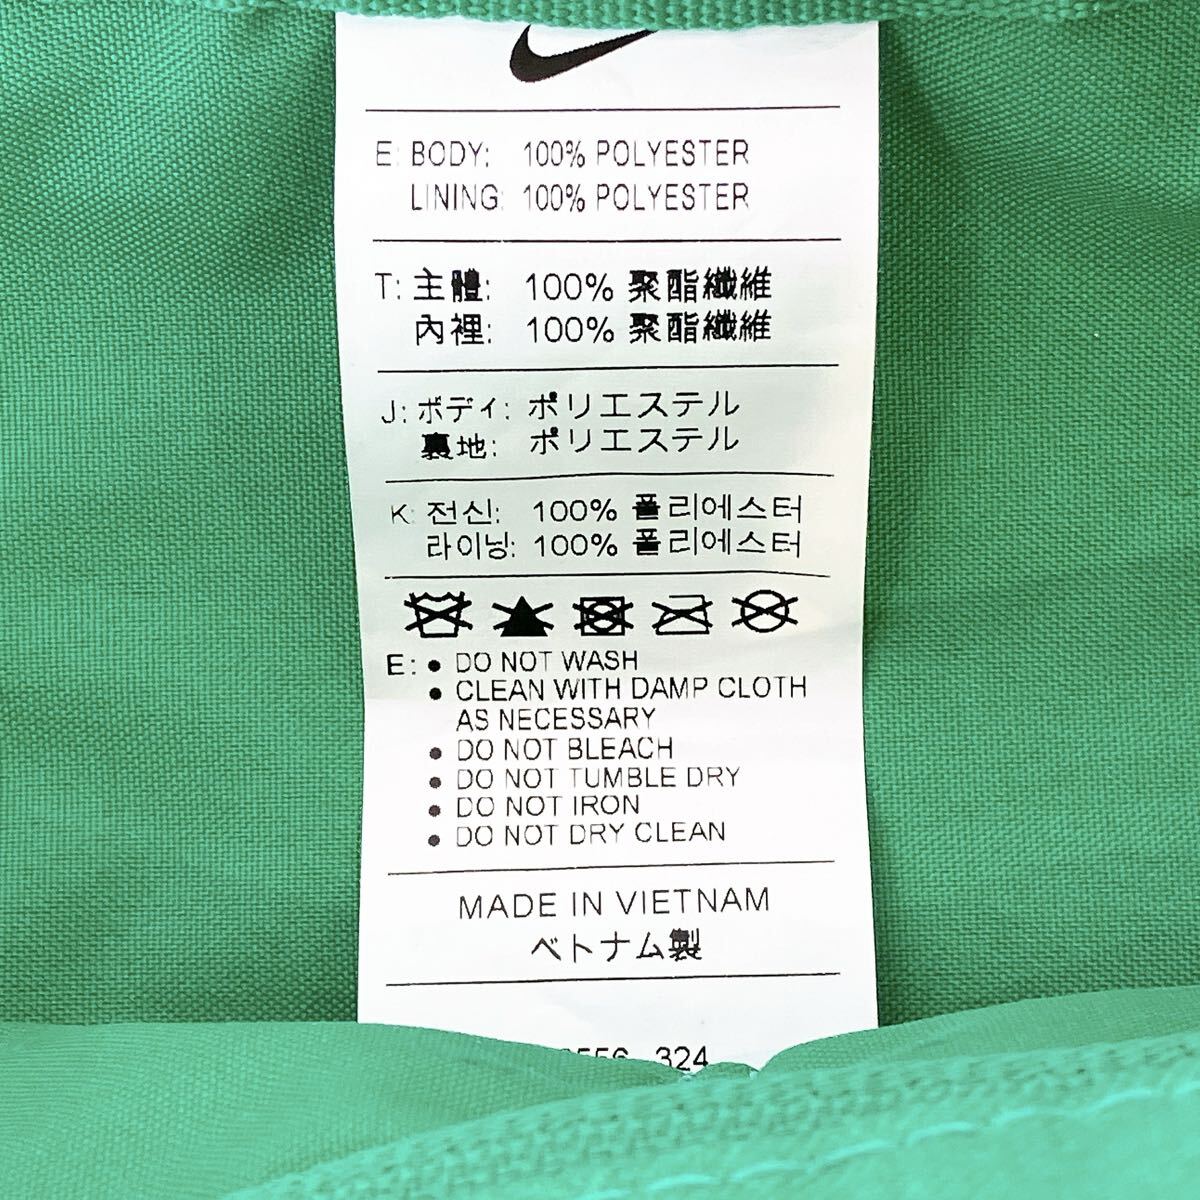 E: BODY: 100% POLYESTER
LINING: 100% POLYESTER
T: 主體: 100% 聚酯纖維
內裡: 100% 聚酯纖維
J: ボディ: ポリエステル
裏地: ポリエステル
K: 전신: 100% 폴리에스터
라이닝: 100% 폴리에스터
E: • DO NOT WASH
• CLEAN WITH DAMP CLOTH
AS NECESSARY
• DO NOT BLEACH
• DO NOT TUMBLE DRY
• DO NOT IRON
• DO NOT DRY CLEAN
MADE IN VIETNAM
ベトナム製
324